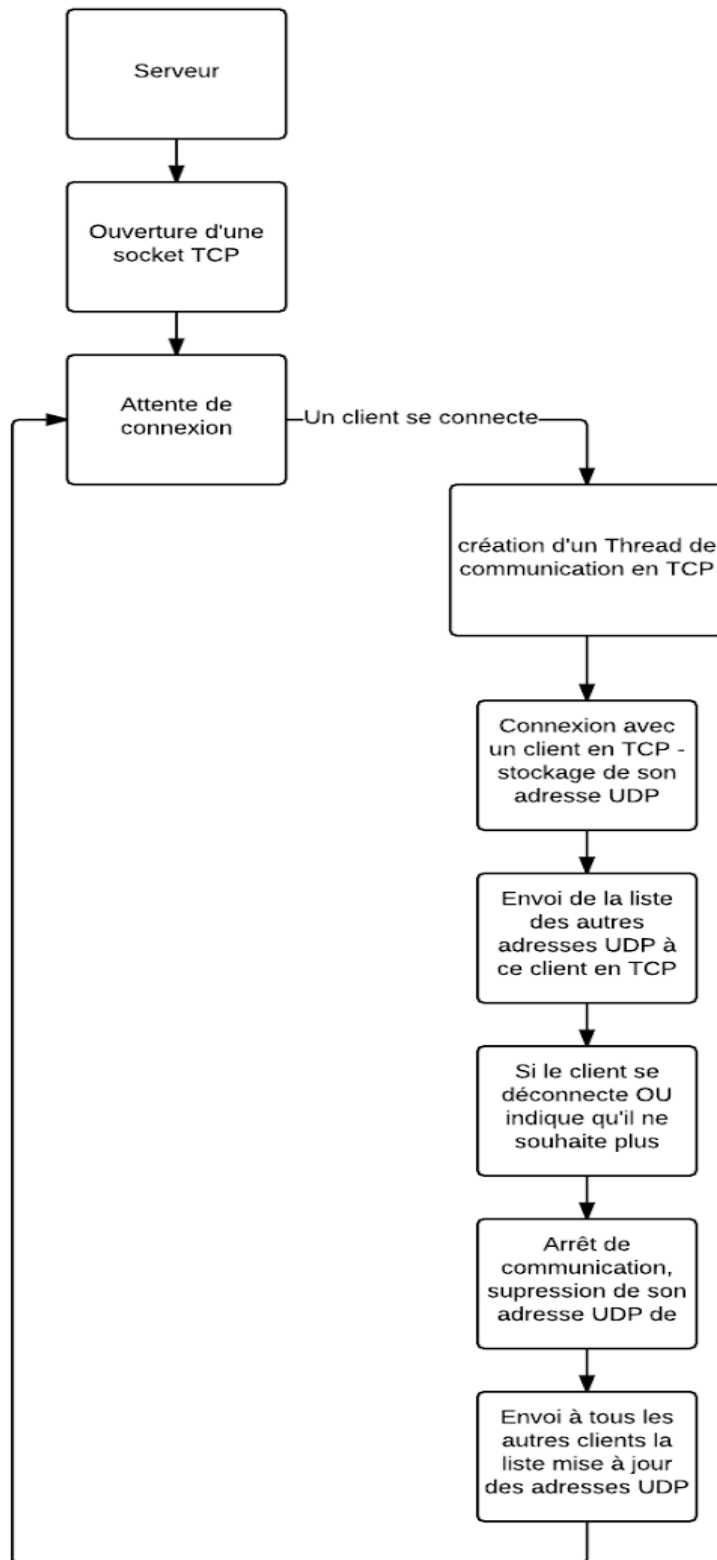 Serveur
Ouverture d'une
socket TCP
Attente de
connexion
Un client se connecte
création d'un Thread de
communication en TCP
Connexion avec
un client en TCP -
stockage de son
adresse UDP
Envoi de la liste
des autres
adresses UDP à
ce client en TCP
Si le client se
déconnecte OU
indique qu'il ne
souhaite plus
Arrêt de
communication,
supression de son
adresse UDP de
Envoi à tous les
autres clients la
liste mise à jour
des adresses UDP